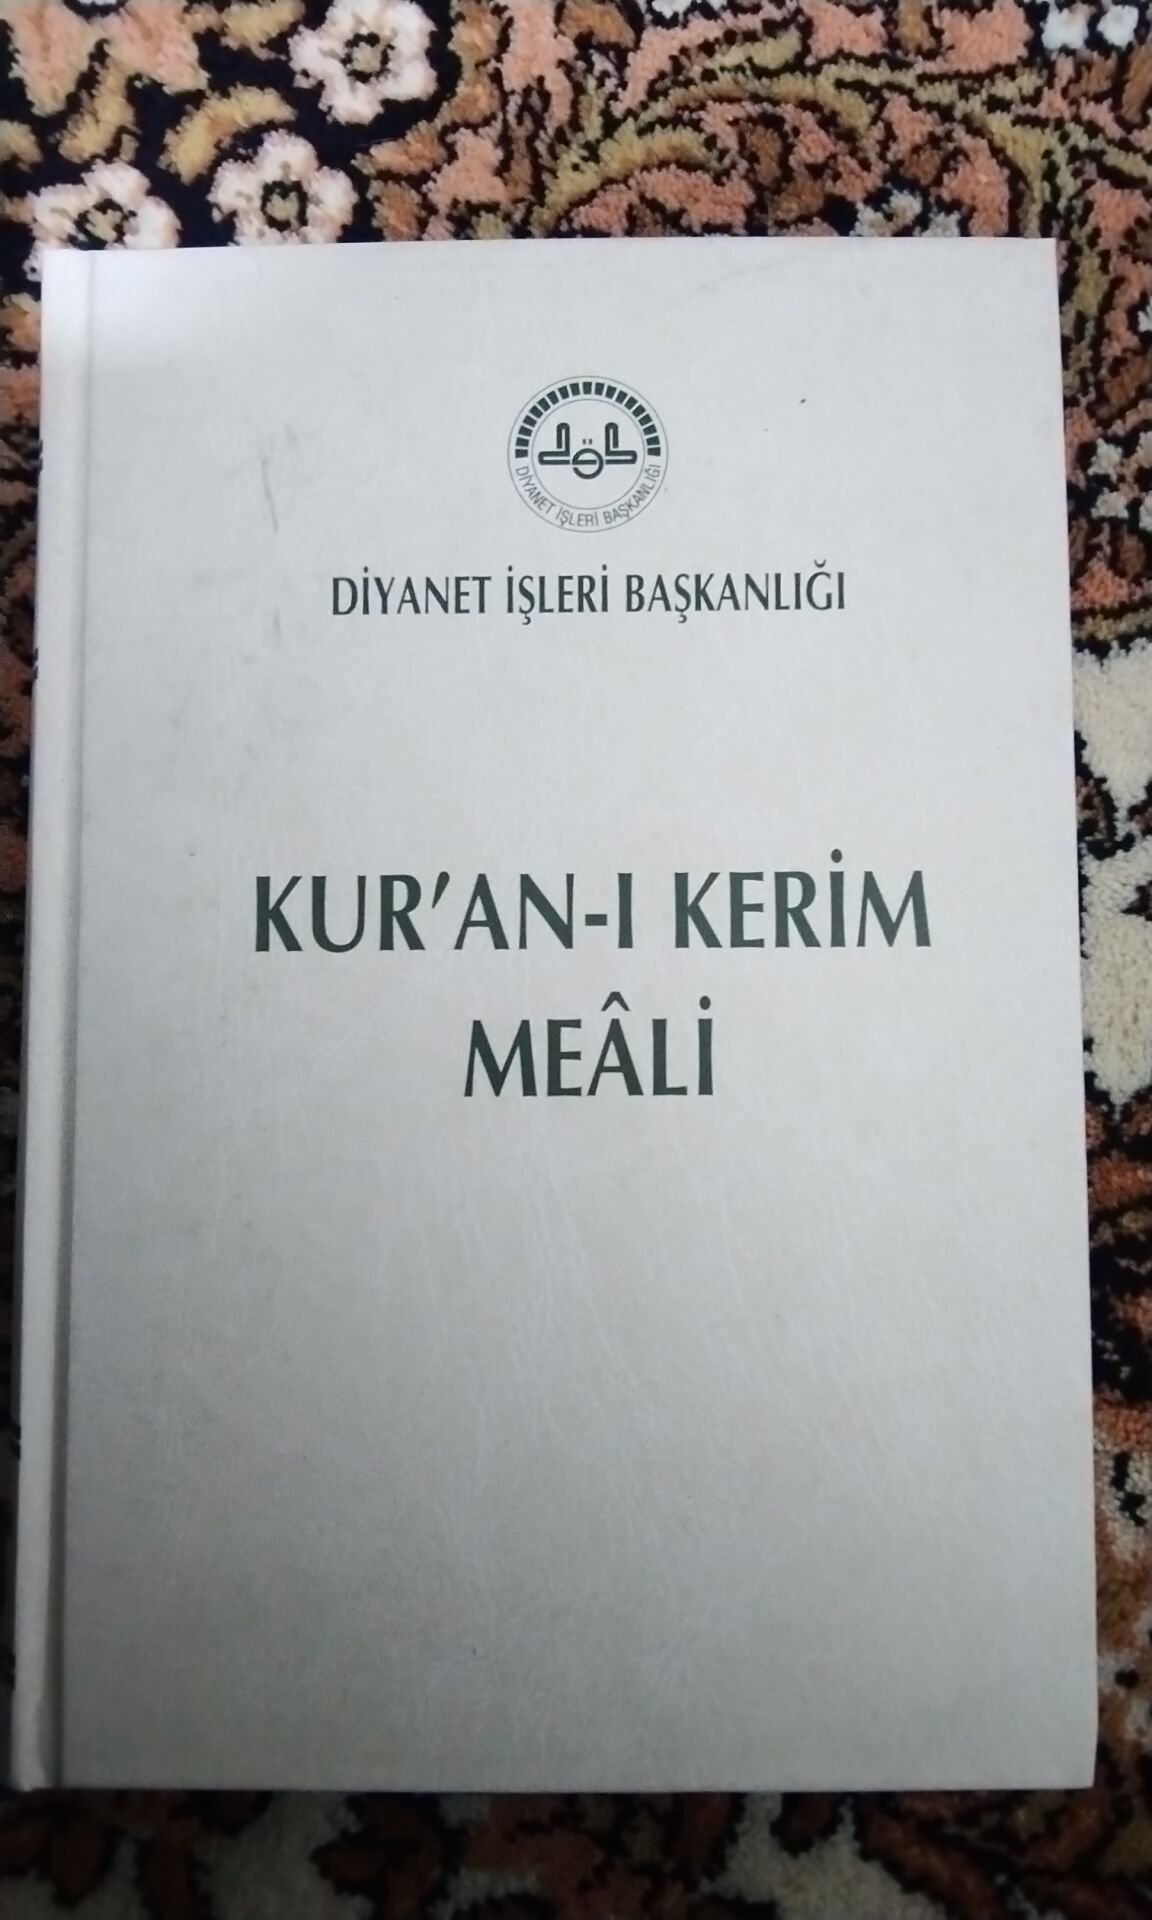 DİYANET İŞLERİ BAŞKANLIĞI
DİYANET İŞLERİ BAŞKANLIĞI
KUR'AN-I KERİM
MEÂLİ